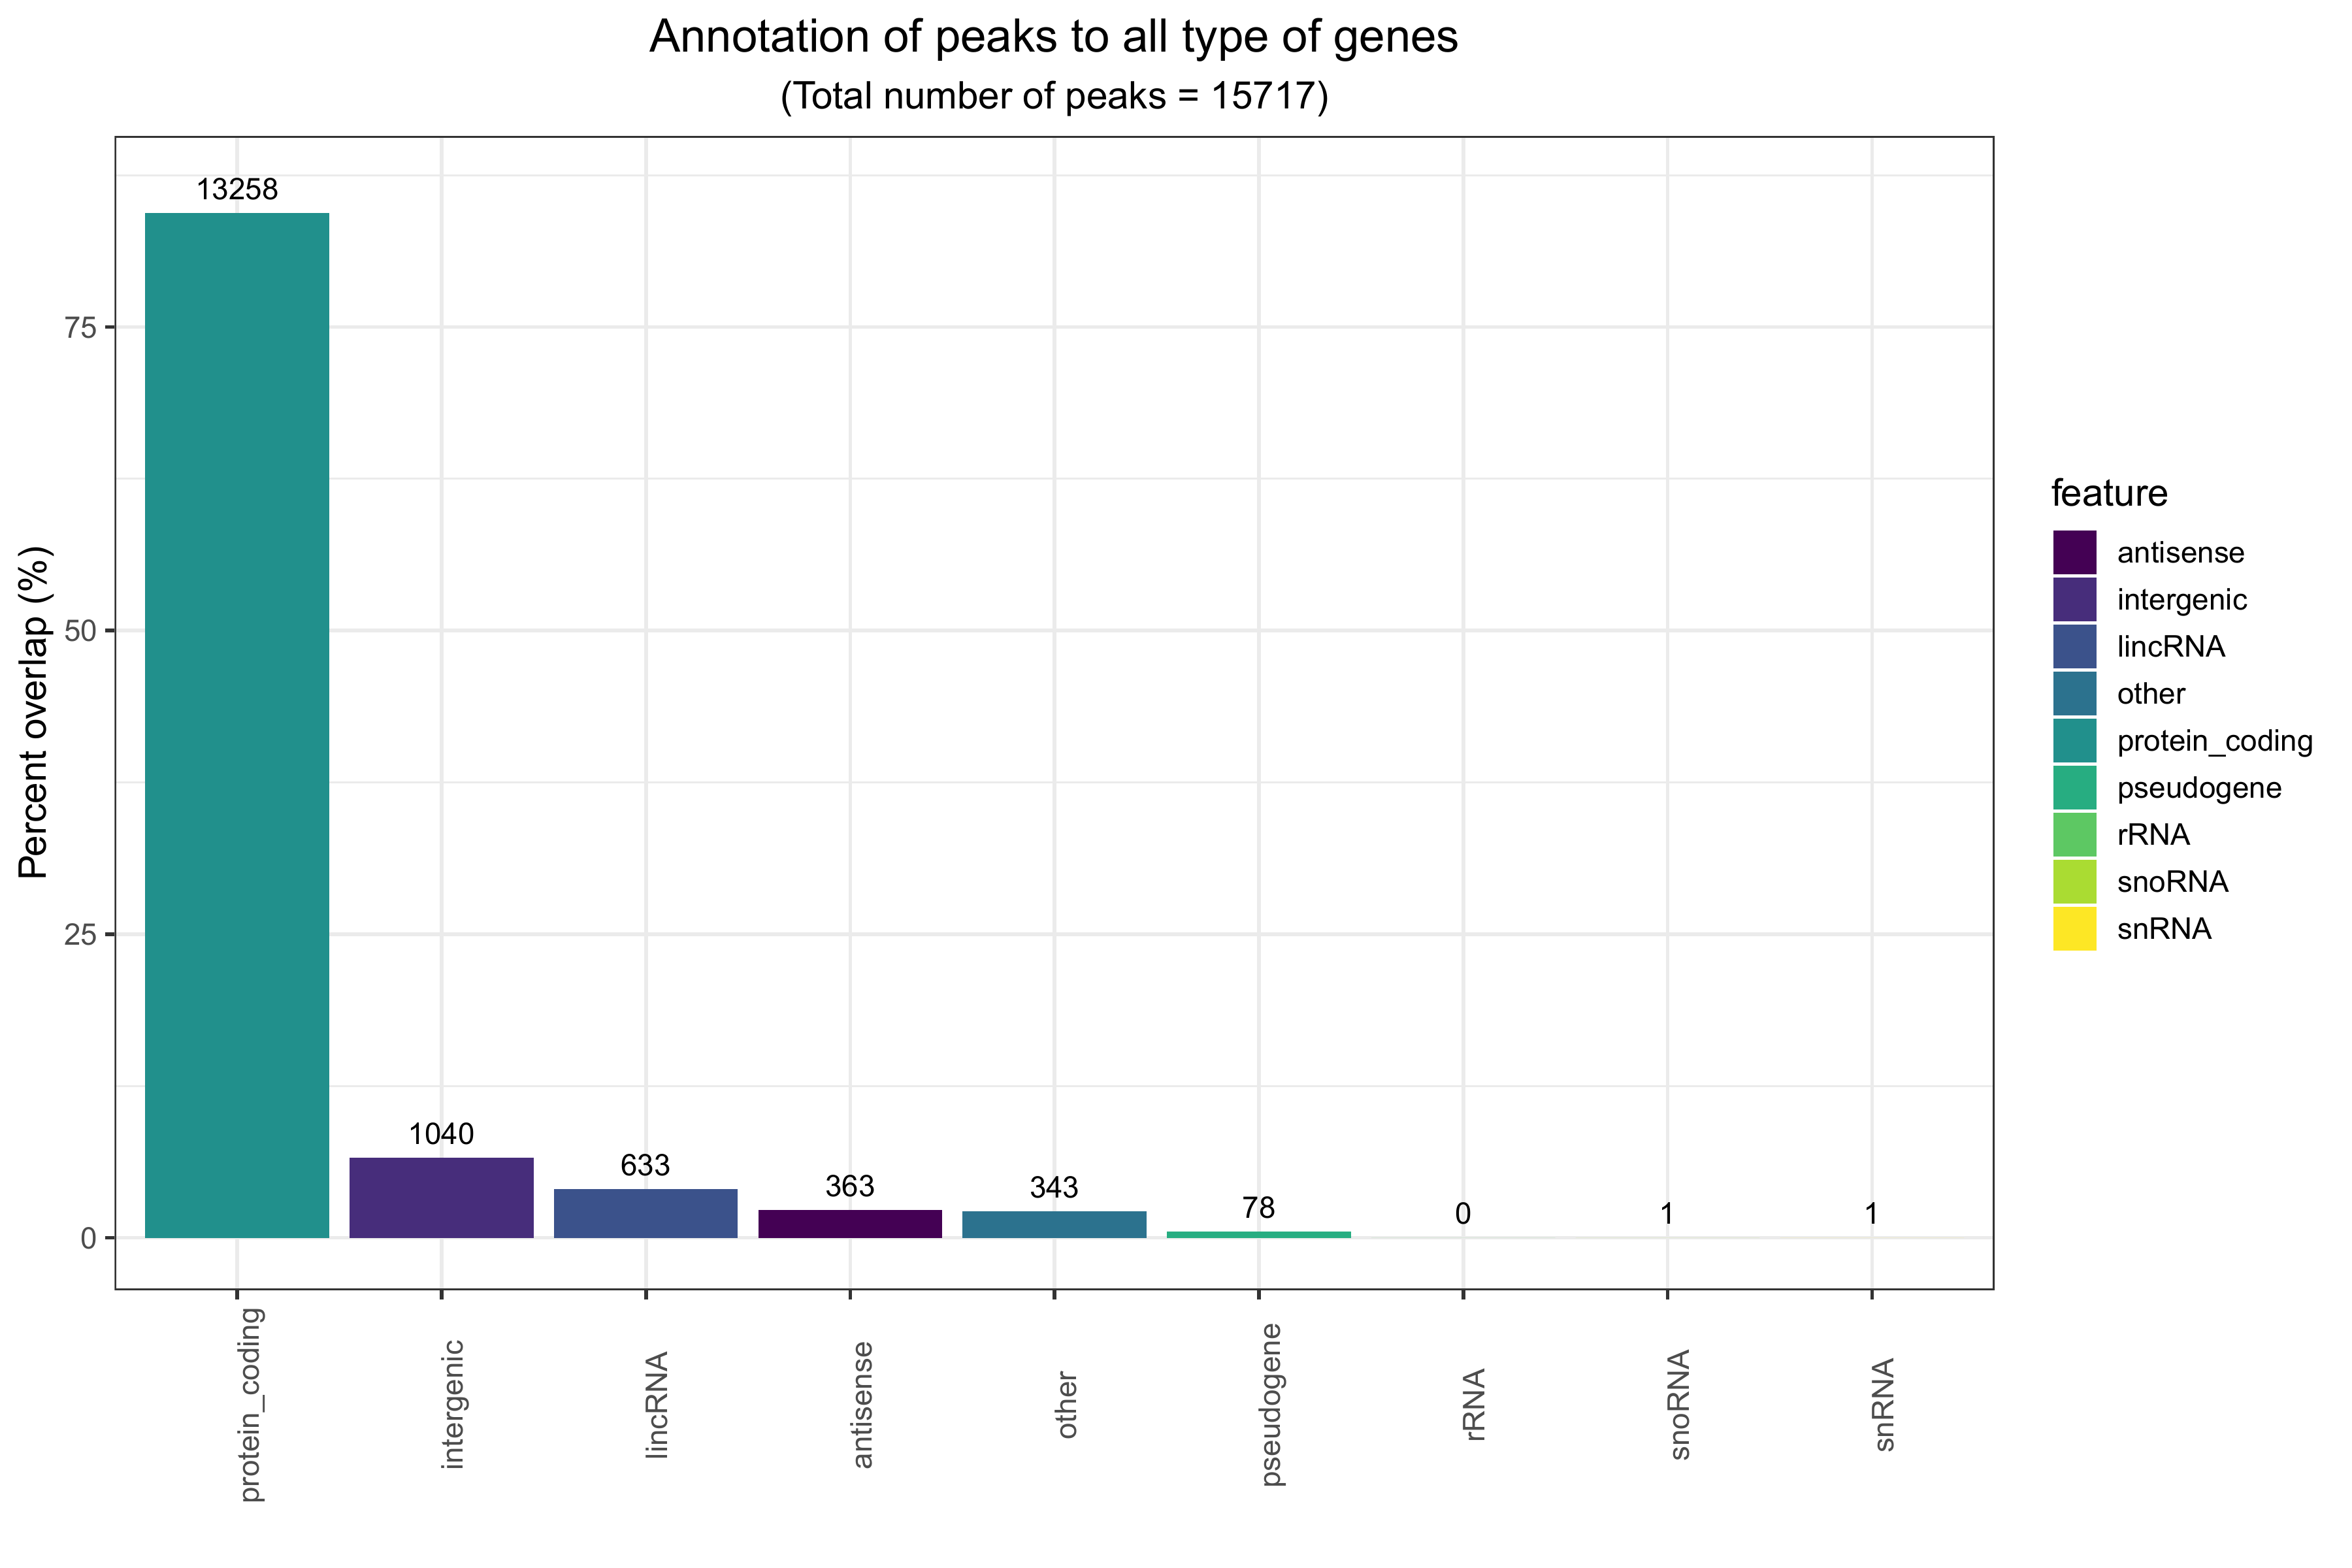 Annotation of peaks to all type of genes
(Total number of peaks = 15717)
Percent overlap (%)
75
50
25
0
13258
1040
633
363
343
78
0
1
1
protein_coding
intergenic
lincRNA
antisense
other
pseudogene
rRNA
snoRNA
snRNA
feature
antisense
intergenic
lincRNA
other
protein_coding
pseudogene
rRNA
snoRNA
snRNA